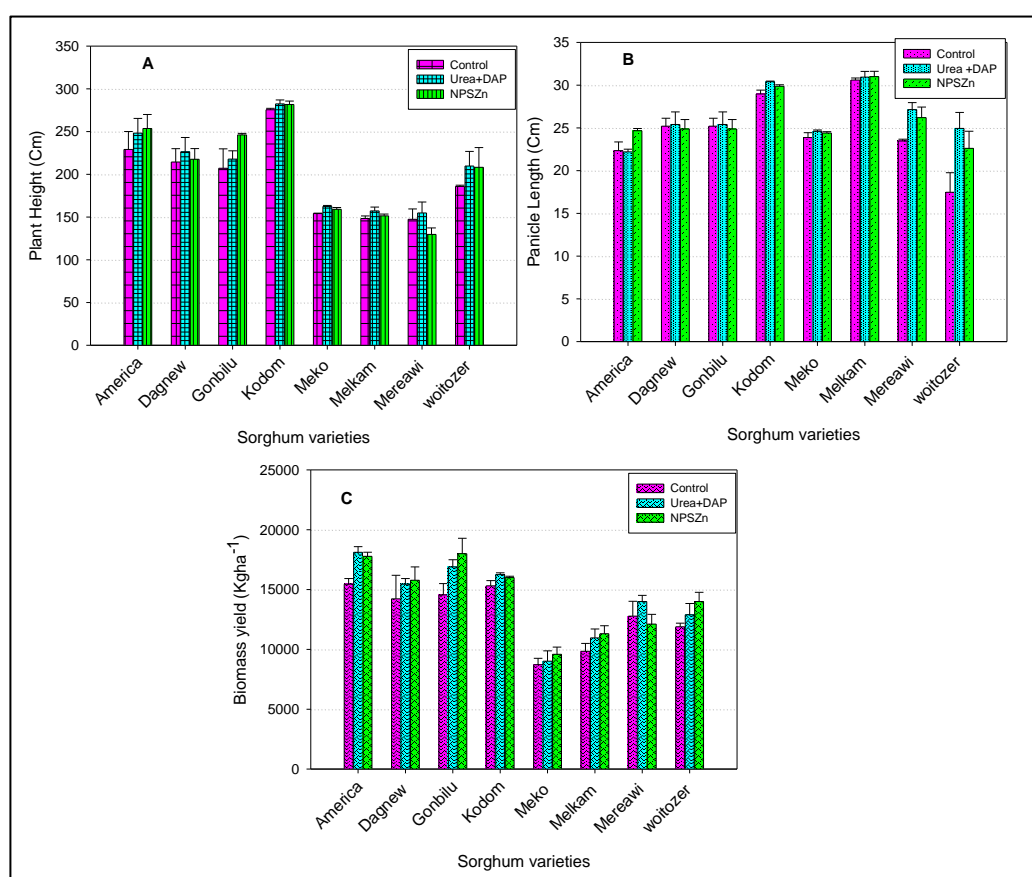 A
Control
Urea+DAP
NPSZn
Plant Height (Cm)
350
300
250
200
150
100
50
0
America
Dagnew
Gonbilu
Kodom
Meko
Melkam
Mereawi
woitozer
Sorghum varieties
B
Control
Urea +DAP
NPSZn
Panicle Length (Cm)
35
30
25
20
15
10
5
0
America
Dagnew
Gonbilu
Kodom
Meko
Melkam
Mereawi
woitozer
Sorghum varieties
C
Control
Urea+DAP
NPSZn
Biomass yield (Kgha⁻¹)
25000
20000
15000
10000
5000
0
America
Dagnew
Gonbilu
Kodom
Meko
Melkam
Mereawi
woitozer
Sorghum varieties